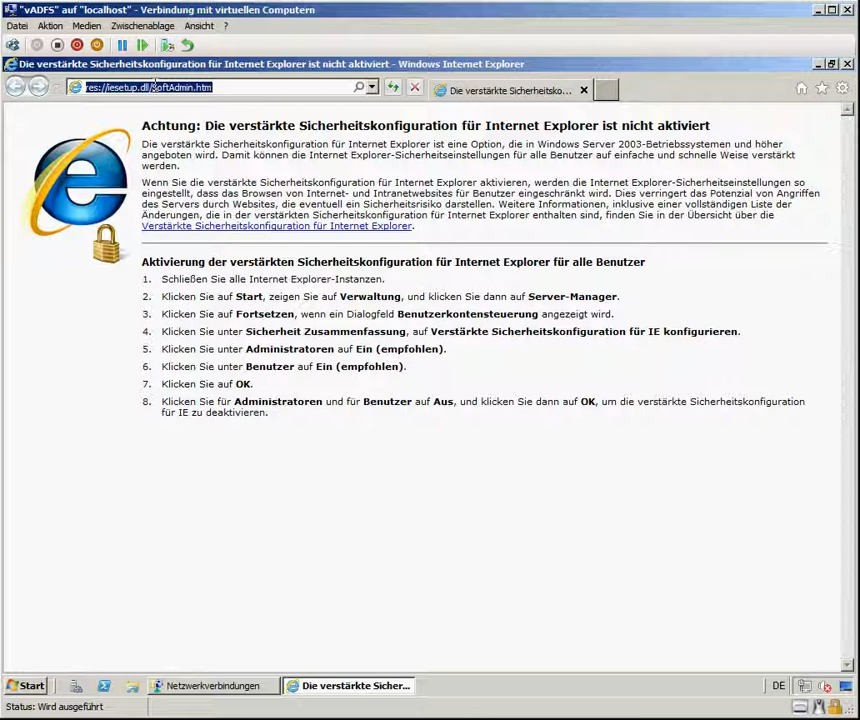 "vADFS" auf "localhost" - Verbindung mit virtuellen Computern
Datei Aktion Medien Zwischenablage Ansicht ?
Die verstärkte Sicherheitskonfiguration für Internet Explorer ist nicht aktiviert - Windows Internet Explorer
res://iesetup.dll/SoftAdmin.htm
Die verstärkte Sicherheitsko...
Achtung: Die verstärkte Sicherheitskonfiguration für Internet Explorer ist nicht aktiviert
Die verstärkte Sicherheitskonfiguration für Internet Explorer ist eine Option, die in Windows Server 2003-Betriebssystemen und höher
angeboten wird. Damit können die Internet Explorer-Sicherheitseinstellungen für alle Benutzer auf einfache und schnelle Weise verstärkt
werden.
Wenn Sie die verstärkte Sicherheitskonfiguration für Internet Explorer aktivieren, werden die Internet Explorer-Sicherheitseinstellungen so
eingestellt, dass das Browsen von Internet- und Intranetwebsites für Benutzer eingeschränkt wird. Dies verringert das Potenzial von Angriffen
des Servers durch Websites, die eventuell ein Sicherheitsrisiko darstellen. Weitere Informationen, inklusive einer vollständigen Liste der
Änderungen, die in der verstärkten Sicherheitskonfiguration für Internet Explorer enthalten sind, finden Sie in der Übersicht über die
Verstärkte Sicherheitskonfiguration für Internet Explorer.
Aktivierung der verstärkten Sicherheitskonfiguration für Internet Explorer für alle Benutzer
1. Schließen Sie alle Internet Explorer-Instanzen.
2. Klicken Sie auf Start, zeigen Sie auf Verwaltung, und klicken Sie dann auf Server-Manager.
3. Klicken Sie auf Fortsetzen, wenn ein Dialogfeld Benutzerkontensteuerung angezeigt wird.
4. Klicken Sie unter Sicherheit Zusammenfassung, auf Verstärkte Sicherheitskonfiguration für IE konfigurieren.
5. Klicken Sie unter Administratoren auf Ein (empfohlen).
6. Klicken Sie unter Benutzer auf Ein (empfohlen).
7. Klicken Sie auf OK.
8. Klicken Sie für Administratoren und für Benutzer auf Aus, und klicken Sie dann auf OK, um die verstärkte Sicherheitskonfiguration
für IE zu deaktivieren.
Start Netzwerkverbindungen Die verstärkte Sicher... DE
Status: Wird ausgeführt